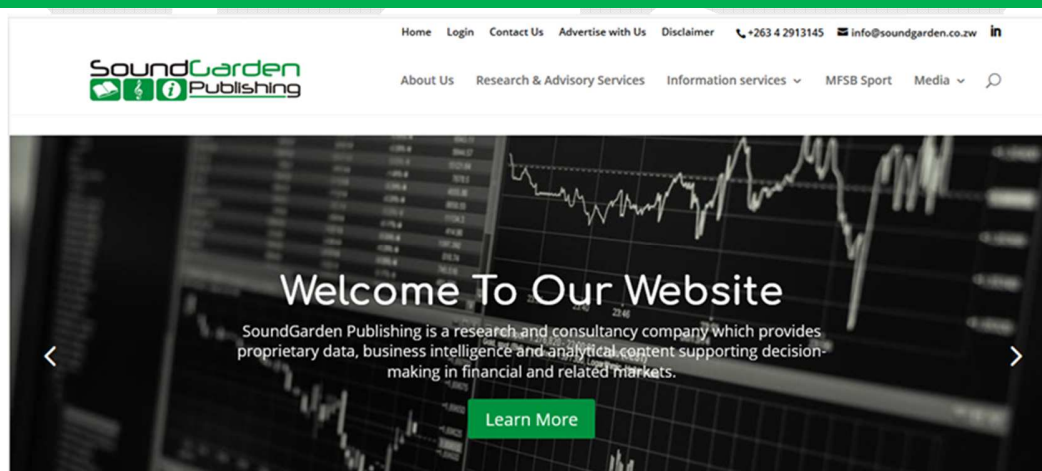 Home Login Contact Us Advertise with Us Disclaimer +263 4 2913145 info@soundgarden.co.zw in
SoundGarden
Publishing
About Us Research & Advisory Services Information services MFSB Sport Media
Welcome To Our Website
SoundGarden Publishing is a research and consultancy company which provides
proprietary data, business intelligence and analytical content supporting decision-
making in financial and related markets.
Learn More